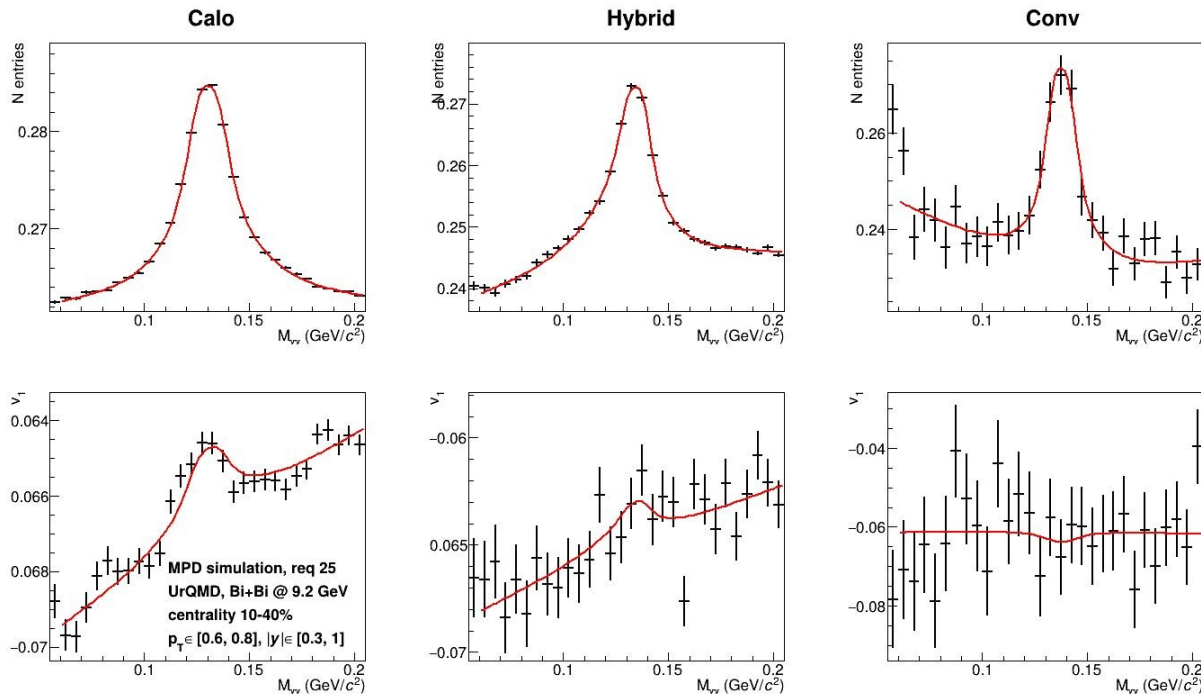 Calo
Hybrid
Conv
N entries
0.28
0.27
0.1
0.15
0.2
M_γγ (GeV/c²)
N entries
0.27
0.26
0.25
0.24
0.1
0.15
0.2
M_γγ (GeV/c²)
N entries
0.26
0.24
0.1
0.15
0.2
M_γγ (GeV/c²)
v₁
0.064
0.066
0.068
−0.07
0.1
0.15
0.2
M_γγ (GeV/c²)
MPD simulation, req 25
UrQMD, Bi+Bi @ 9.2 GeV
centrality 10-40%
p_T ∈ [0.6, 0.8], |y| ∈ [0.3, 1]
v₁
−0.06
0.065
−0.07
0.1
0.15
0.2
M_γγ (GeV/c²)
v₁
−0.04
−0.06
−0.08
0.1
0.15
0.2
M_γγ (GeV/c²)